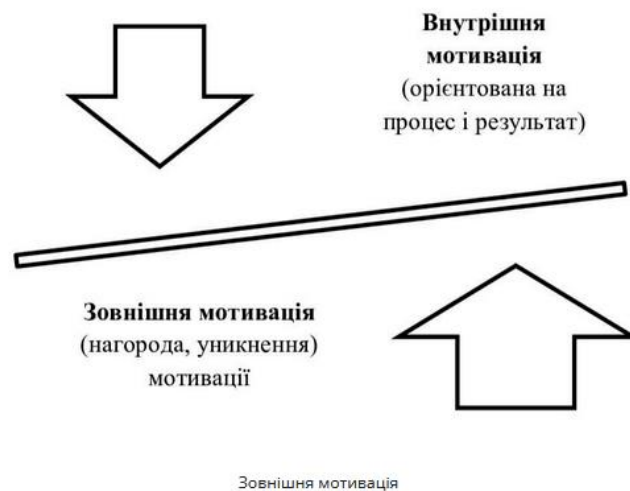 Внутрішня
мотивація
(орієнтована на
процес і результат)
Зовнішня мотивація
(нагорода, уникнення)
мотивації
Зовнішня мотивація